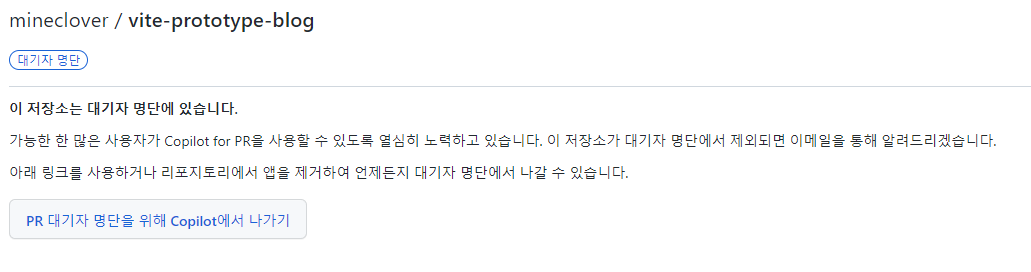 mineclover / vite-prototype-blog
대기자 명단
이 저장소는 대기자 명단에 있습니다.
가능한 한 많은 사용자가 Copilot for PR을 사용할 수 있도록 열심히 노력하고 있습니다. 이 저장소가 대기자 명단에서 제외되면 이메일을 통해 알려드리겠습니다.
아래 링크를 사용하거나 리포지토리에서 앱을 제거하여 언제든지 대기자 명단에서 나갈 수 있습니다.
PR 대기자 명단을 위해 Copilot에서 나가기